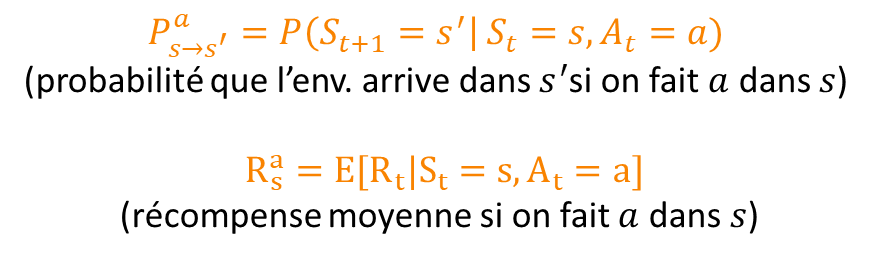 P^a_{s→s′} = P(S_{t+1} = s′| S_t = s, A_t = a)
(probabilité que l’env. arrive dans s′si on fait a dans s)
R^a_s = E[R_t|S_t = s, A_t = a]
(récompense moyenne si on fait a dans s)